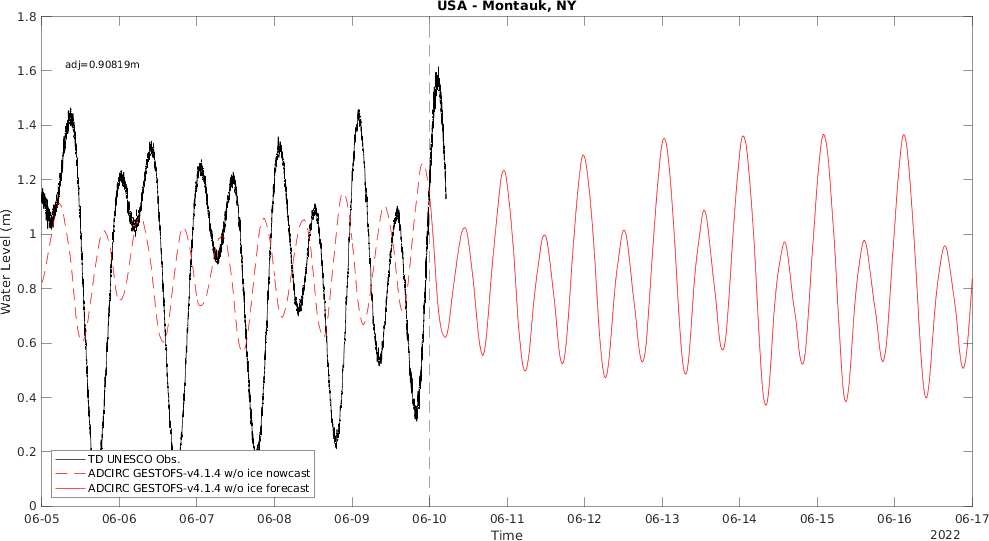 USA - Montauk, NY
1.8
1.6
1.4
1.2
1
0.8
0.6
0.4
0.2
0
Water Level (m)
adj=0.90819m
TD UNESCO Obs.
ADCIRC GESTOFS-v4.1.4 w/o ice nowcast
ADCIRC GESTOFS-v4.1.4 w/o ice forecast
06-05 06-06 06-07 06-08 06-09 06-10 06-11 06-12 06-13 06-14 06-15 06-16 06-17
Time
2022